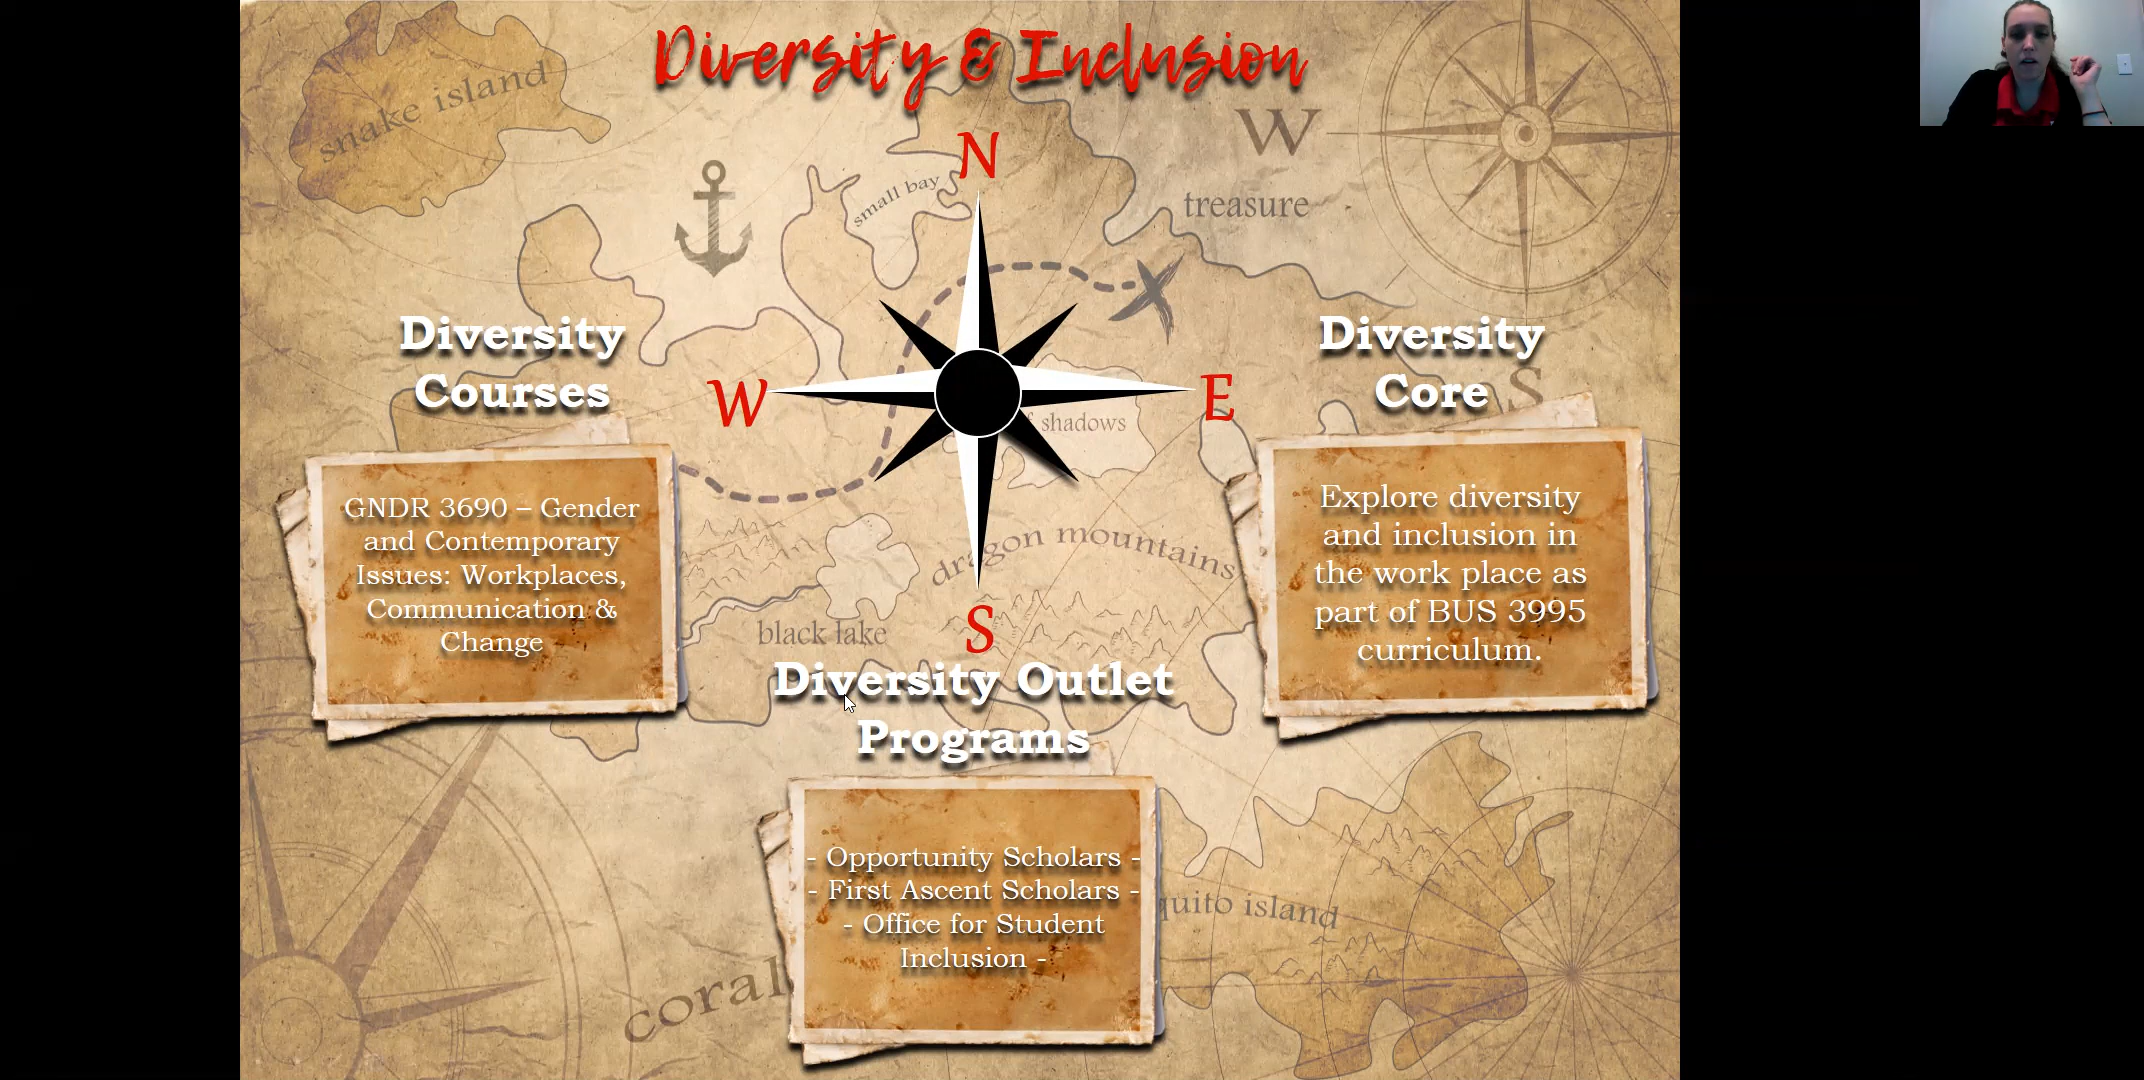 Diversity & Inclusion
snake island
N
W
small bay
treasure
Diversity
Courses
Diversity
Core
W
E
S
shadows
GNDR 3690 – Gender
and Contemporary
Issues: Workplaces,
Communication &
Change
Explore diversity
and inclusion in
the work place as
part of BUS 3995
curriculum.
dragon mountains
black lake
S
Diversity Outlet
Programs
- Opportunity Scholars -
- First Ascent Scholars -
- Office for Student
Inclusion -
quito island
coral